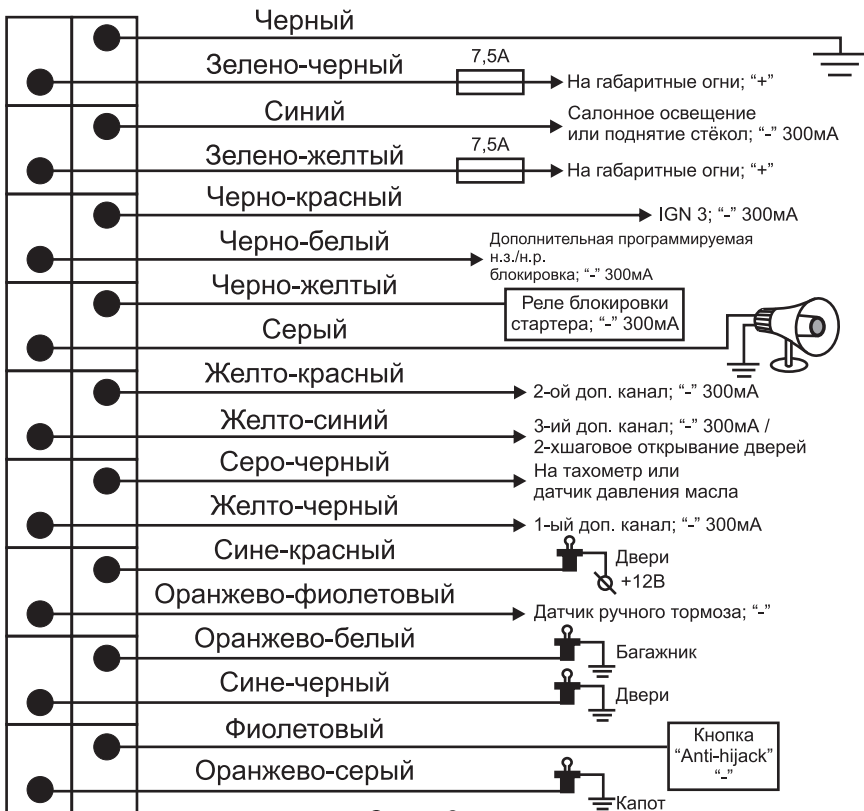 Черный
Зелено-черный
7,5А
На габаритные огни; “+”
Синий
Салонное освещение
или поднятие стёкол; “-” 300мА
Зелено-желтый
7,5А
На габаритные огни; “+”
Черно-красный
IGN 3; “-” 300мА
Черно-белый
Дополнительная программируемая
н.з./н.р.
блокировка; “-” 300мА
Черно-желтый
Реле блокировки
стартера; “-” 300мА
Серый
Желто-красный
2-ой доп. канал; “-” 300мА
Желто-синий
3-ий доп. канал; “-” 300мА /
2-хшаговое открывание дверей
Серо-черный
На тахометр или
датчик давления масла
Желто-черный
1-ый доп. канал; “-” 300мА
Сине-красный
Двери
+12В
Оранжево-фиолетовый
Датчик ручного тормоза; “-”
Оранжево-белый
Багажник
Сине-черный
Двери
Фиолетовый
Кнопка
“Anti-hijack”
“-”
Оранжево-серый
Капот